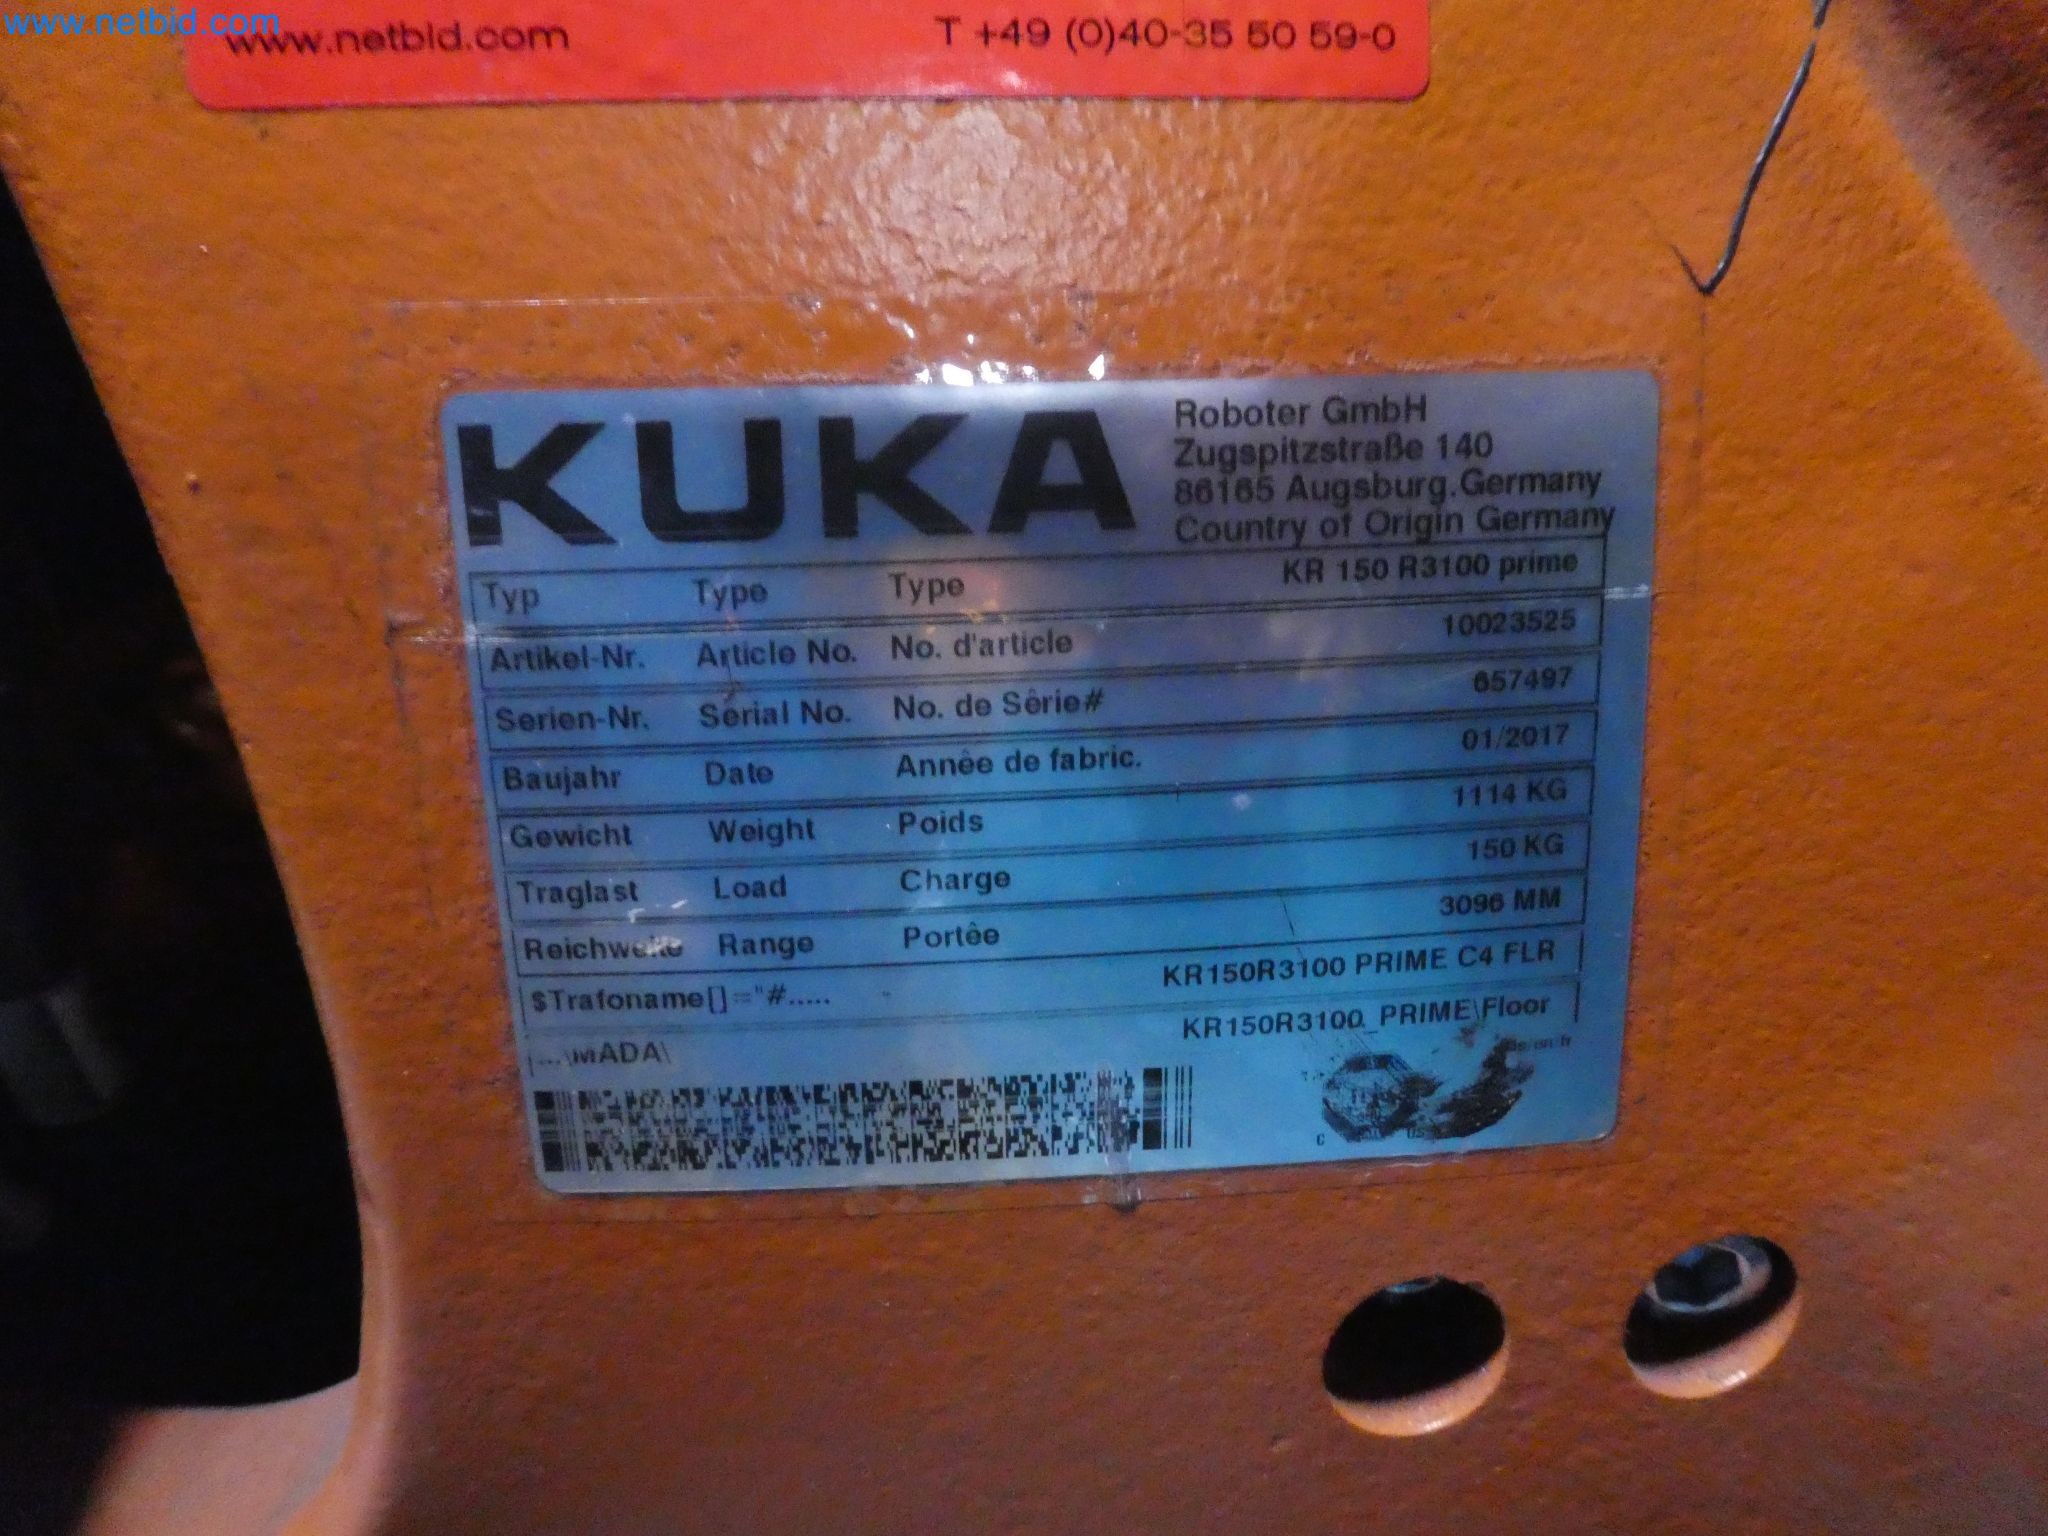 www.netbid.com
www.netbid.com T +49 (0)40-35 50 59-0
KUKA
Roboter GmbH
Zugspitzstraße 140
86165 Augsburg.Germany
Country of Origin Germany
Typ Type Type KR 150 R3100 prime
Artikel-Nr. Article No. No. d'article 10023525
Serien-Nr. Serial No. No. de Sêrie# 657497
Baujahr Date Annêe de fabric. 01/2017
Gewicht Weight Poids 1114 KG
Traglast Load Charge 150 KG
Reichweite Range Portêe 3096 MM
$Trafoname[]="#..... KR150R3100 PRIME C4 FLR
...\MADA\ KR150R3100_PRIME\Floor